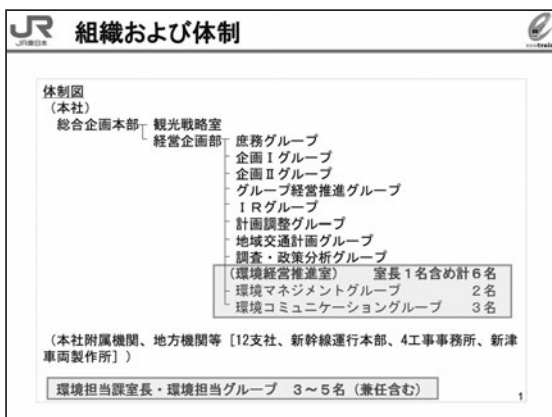 JR
JR東日本
組織および体制
e
ecotrain
体制図
（本社）
総合企画本部 観光戦略室
経営企画部 庶務グループ
企画Ⅰグループ
企画Ⅱグループ
グループ経営推進グループ
ＩＲグループ
計画調整グループ
地域交通計画グループ
調査・政策分析グループ
（環境経営推進室） 室長１名含め計６名
環境マネジメントグループ ２名
環境コミュニケーショングループ ３名
（本社附属機関、地方機関等［12支社、新幹線運行本部、4工事事務所、新津
車両製作所］）
環境担当課室長・環境担当グループ ３～５名（兼任含む）
1